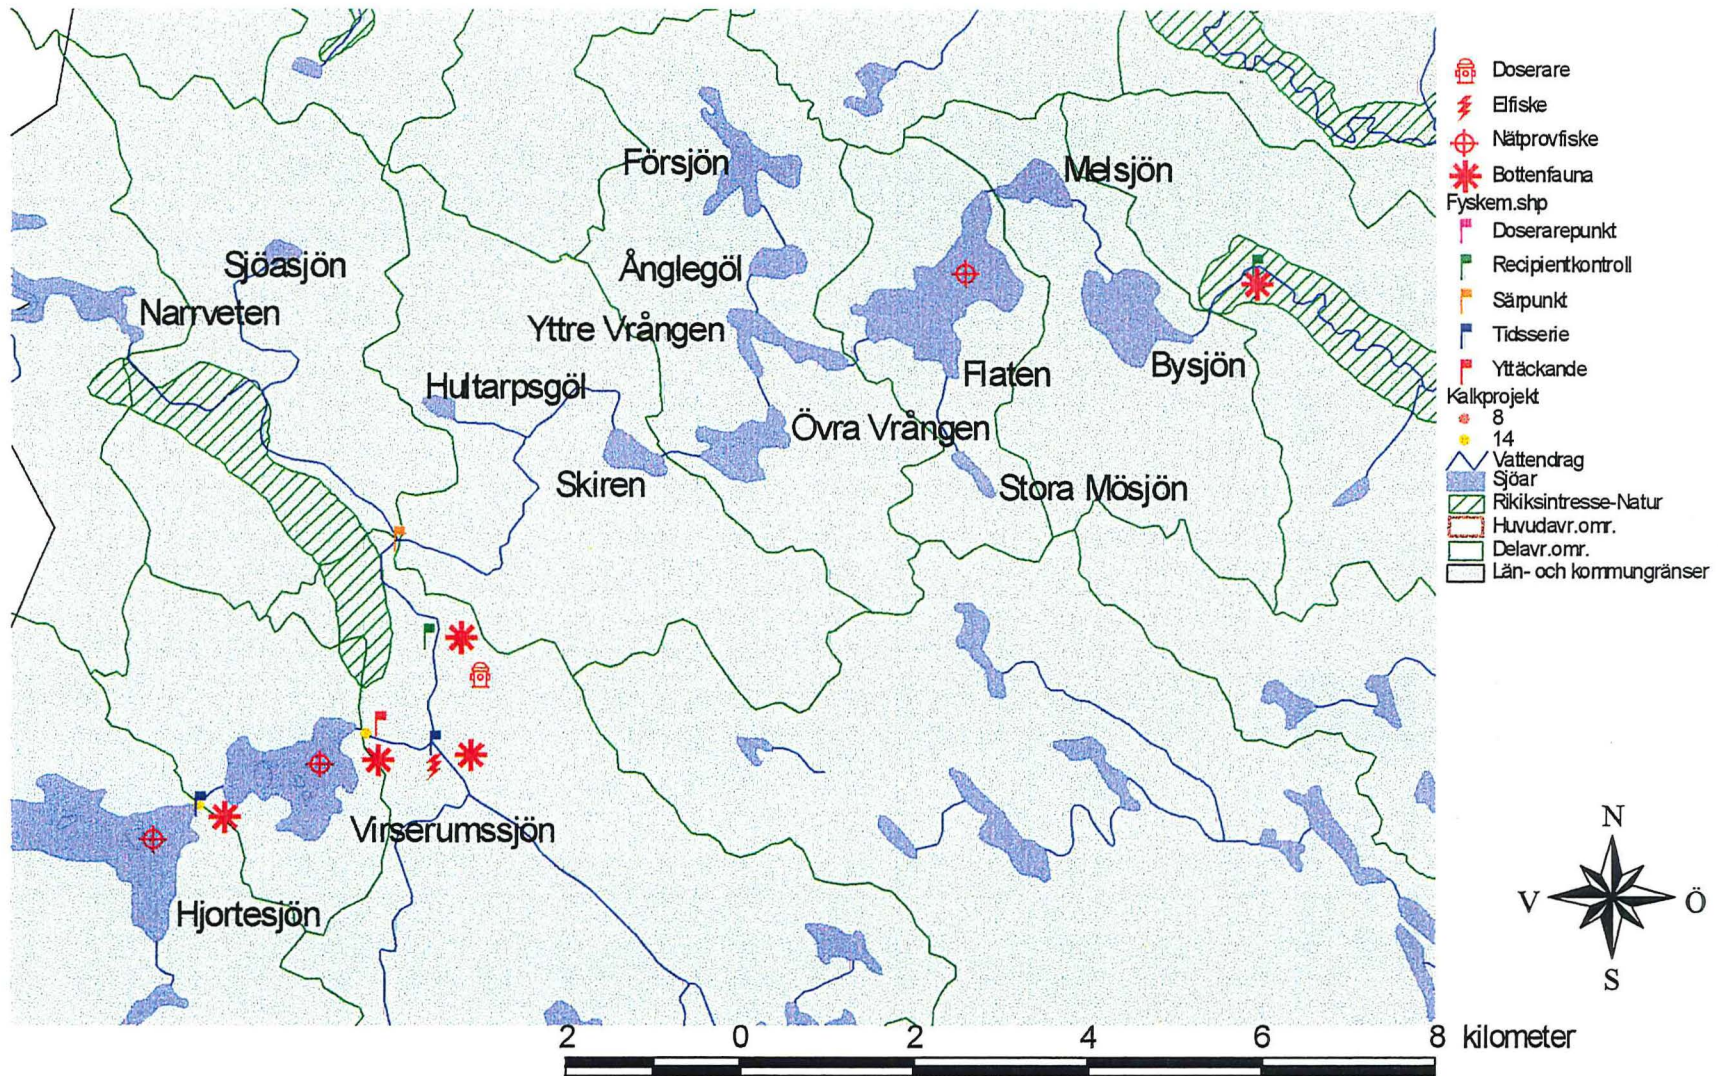 Försjön
Melsjön
Sjöasjön
Ånglegöl
Narrveten
Yttre Vrången
Bysjön
Flaten
Hultarpsgöl
Övra Vrången
Skiren
Stora Mösjön
Virserumssjön
Hjortesjön
Doserare
Elfiske
Nätprovfiske
Bottenfauna
Fyskem.shp
Doserarepunkt
Recipientkontroll
Särpunkt
Tidsserie
Yttäckande
Kalkprojekt
8
14
Vattendrag
Sjöar
Rikiksintresse-Natur
Huvudavr.omr.
Delavr.omr.
Län- och kommungränser
N
V Ö
S
2 0 2 4 6 8 kilometer